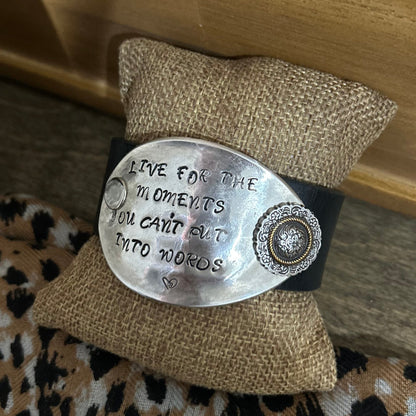 LIVE FOR THE
MOMENTS
YOU CAN'T PUT
INTO WORDS